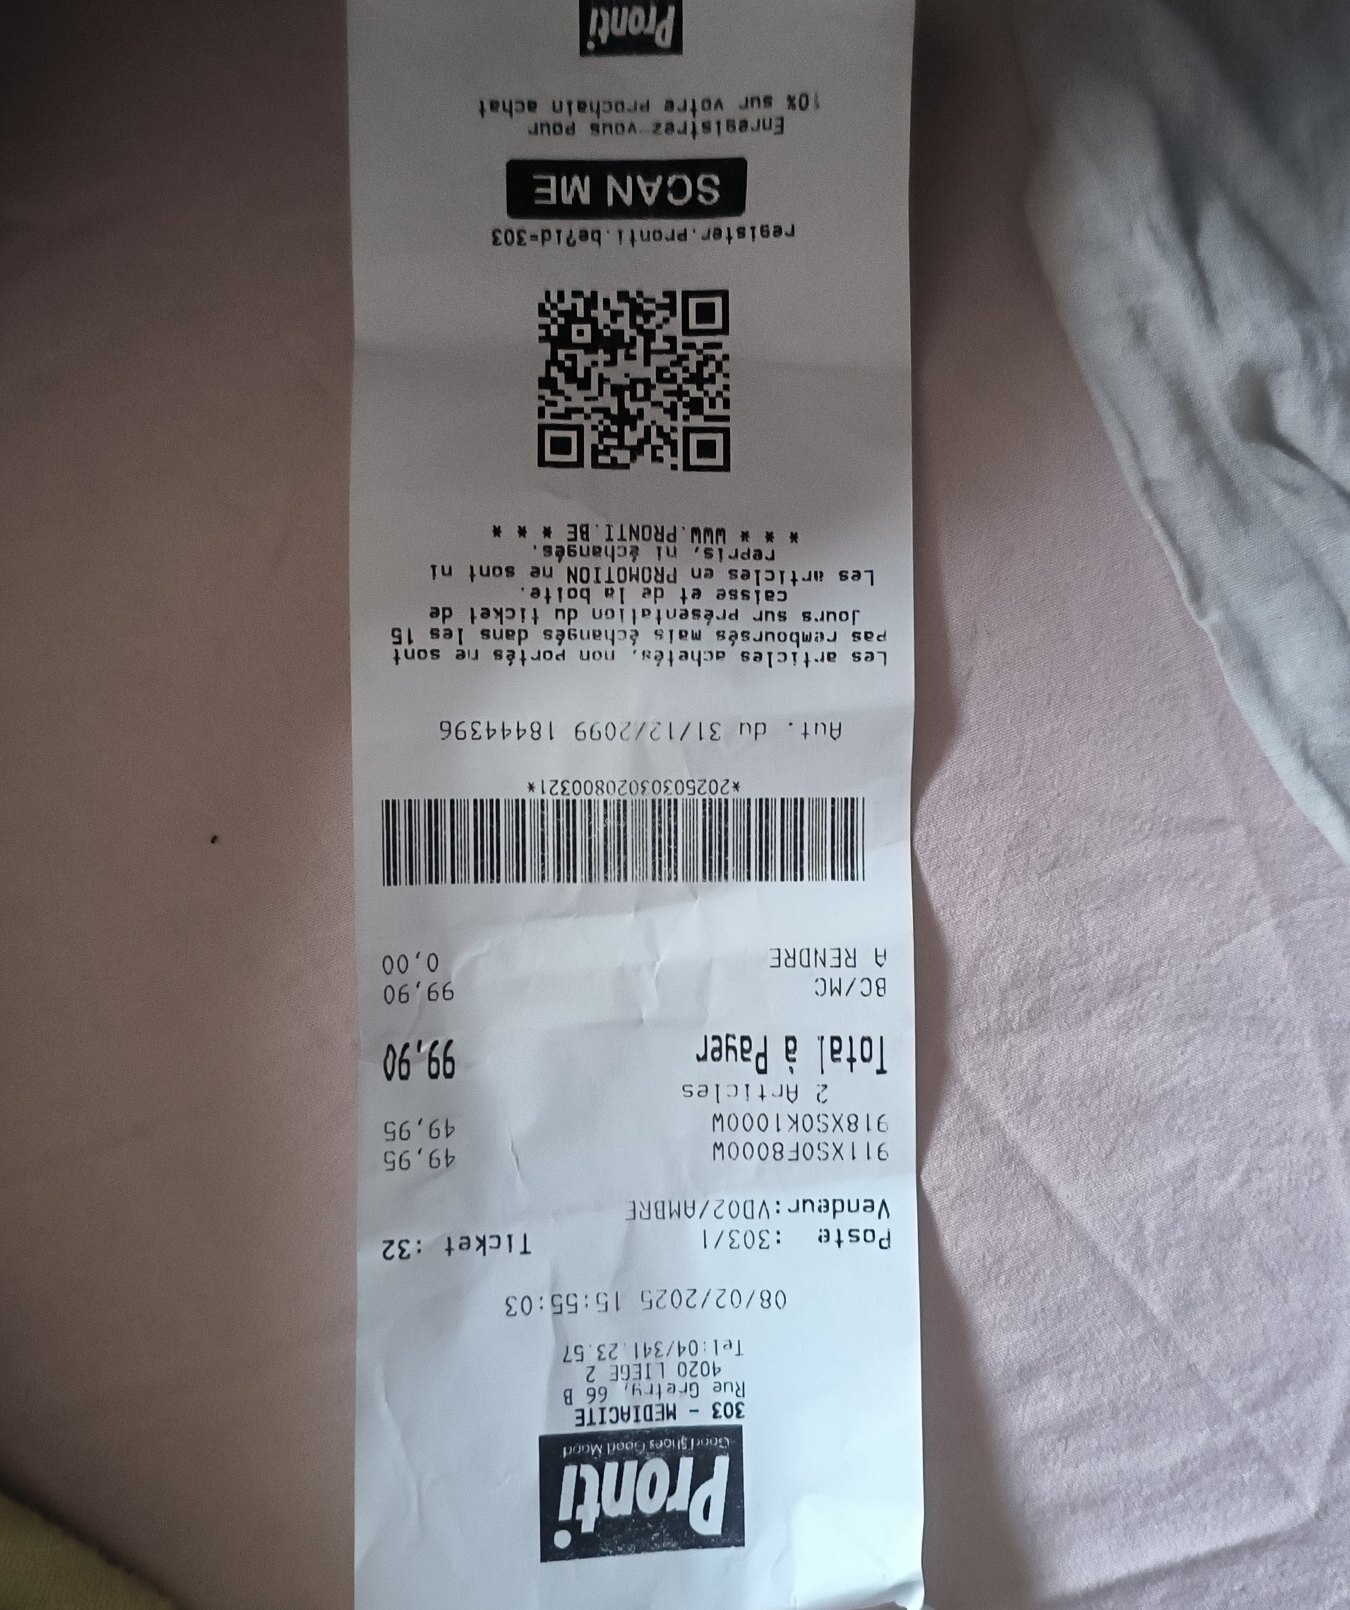 Pronti
Good Shoes Good Mood
303 - MEDIACITE
Rue Gretry, 66 B
4020 LIEGE 2
Tel:04/341.23.57
08/02/2025 15:55:03
Poste :303/1 Ticket :32
Vendeur:VD02/AMBRE
911XSOF8000W 49,95
918XSOK1000W 49,95
2 Articles
Total à Payer 99,90
BC/MC 99,90
A RENDRE 0,00
*20250303020800321*
Aut. du 31/12/2099 18444396
Les articles achetés, non portés ne sont
pas remboursés mais échangés dans les 15
jours sur présentation du ticket de
caisse et de la boite.
Les articles en PROMOTION ne sont ni
repris, ni échangés.
* * * WWW.PRONTI.BE * * *
register.pronti.be?id=303
SCAN ME
Enregistrez-vous pour
10% sur votre prochain achat
Pronti